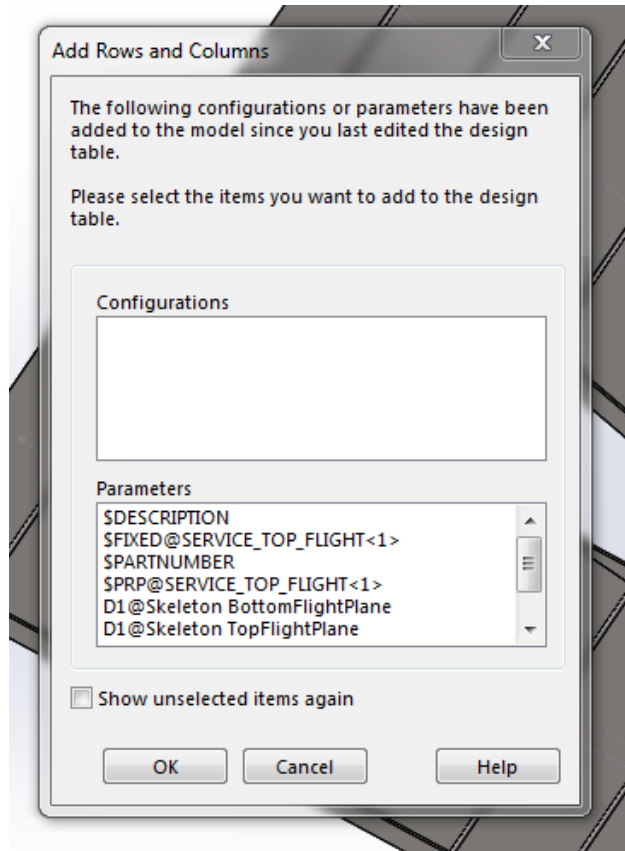 Add Rows and Columns
The following configurations or parameters have been
added to the model since you last edited the design
table.
Please select the items you want to add to the design
table.
Configurations
Parameters
$DESCRIPTION
$FIXED@SERVICE_TOP_FLIGHT<1>
$PARTNUMBER
$PRP@SERVICE_TOP_FLIGHT<1>
D1@Skeleton BottomFlightPlane
D1@Skeleton TopFlightPlane
Show unselected items again
OK Cancel Help